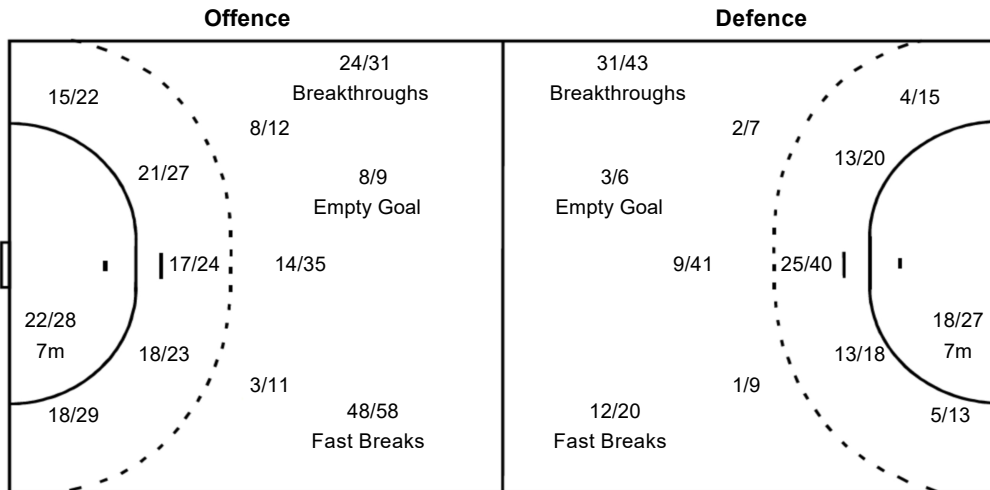 Offence
Defence
24/31
Breakthroughs
31/43
Breakthroughs
15/22
4/15
8/12
2/7
21/27
13/20
8/9
Empty Goal
3/6
Empty Goal
17/24
14/35
9/41
25/40
22/28
7m
18/27
7m
18/23
13/18
3/11
1/9
18/29
48/58
Fast Breaks
12/20
Fast Breaks
5/13